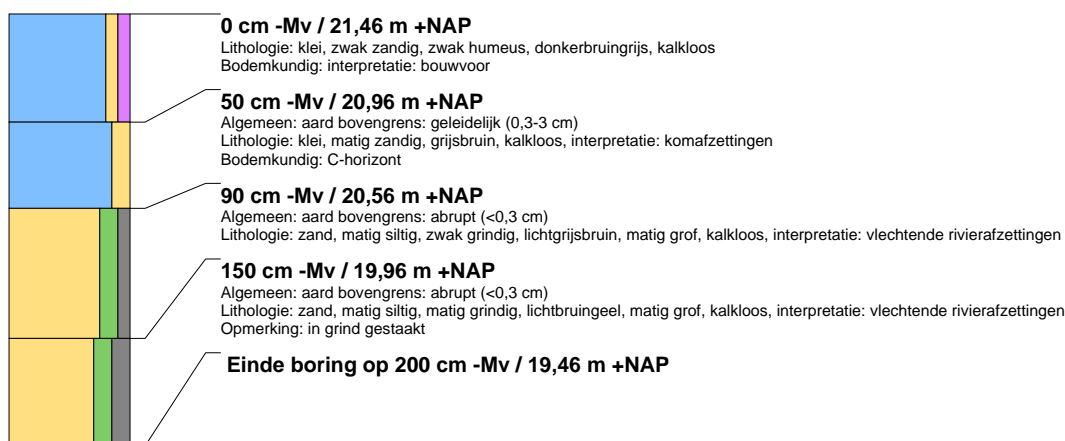 0 cm -Mv / 21,46 m +NAP
Lithologie: klei, zwak zandig, zwak humeus, donkerbruingrijs, kalkloos
Bodemkundig: interpretatie: bouwvoor
50 cm -Mv / 20,96 m +NAP
Algemeen: aard bovengrens: geleidelijk (0,3-3 cm)
Lithologie: klei, matig zandig, grijsbruin, kalkloos, interpretatie: komafzettingen
Bodemkundig: C-horizont
90 cm -Mv / 20,56 m +NAP
Algemeen: aard bovengrens: abrupt (<0,3 cm)
Lithologie: zand, matig siltig, zwak grindig, lichtgrijsbruin, matig grof, kalkloos, interpretatie: vlechtende rivierafzettingen
150 cm -Mv / 19,96 m +NAP
Algemeen: aard bovengrens: abrupt (<0,3 cm)
Lithologie: zand, matig siltig, matig grindig, lichtbruingeel, matig grof, kalkloos, interpretatie: vlechtende rivierafzettingen
Opmerking: in grind gestaakt
Einde boring op 200 cm -Mv / 19,46 m +NAP